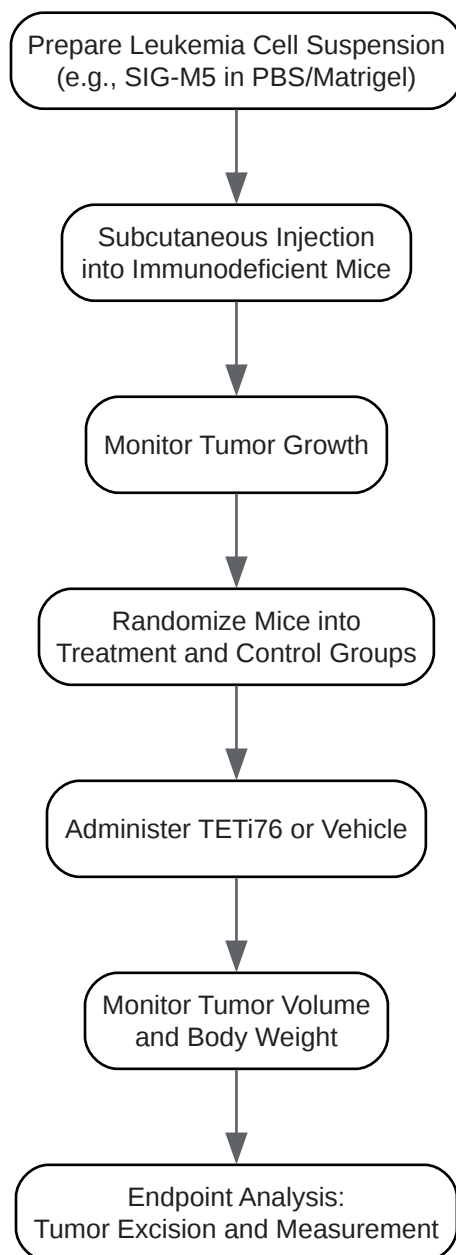 Prepare Leukemia Cell Suspension
(e.g., SIG-M5 in PBS/Matrigel)
Subcutaneous Injection
into Immunodeficient Mice
Monitor Tumor Growth
Randomize Mice into
Treatment and Control Groups
Administer TETi76 or Vehicle
Monitor Tumor Volume
and Body Weight
Endpoint Analysis:
Tumor Excision and Measurement